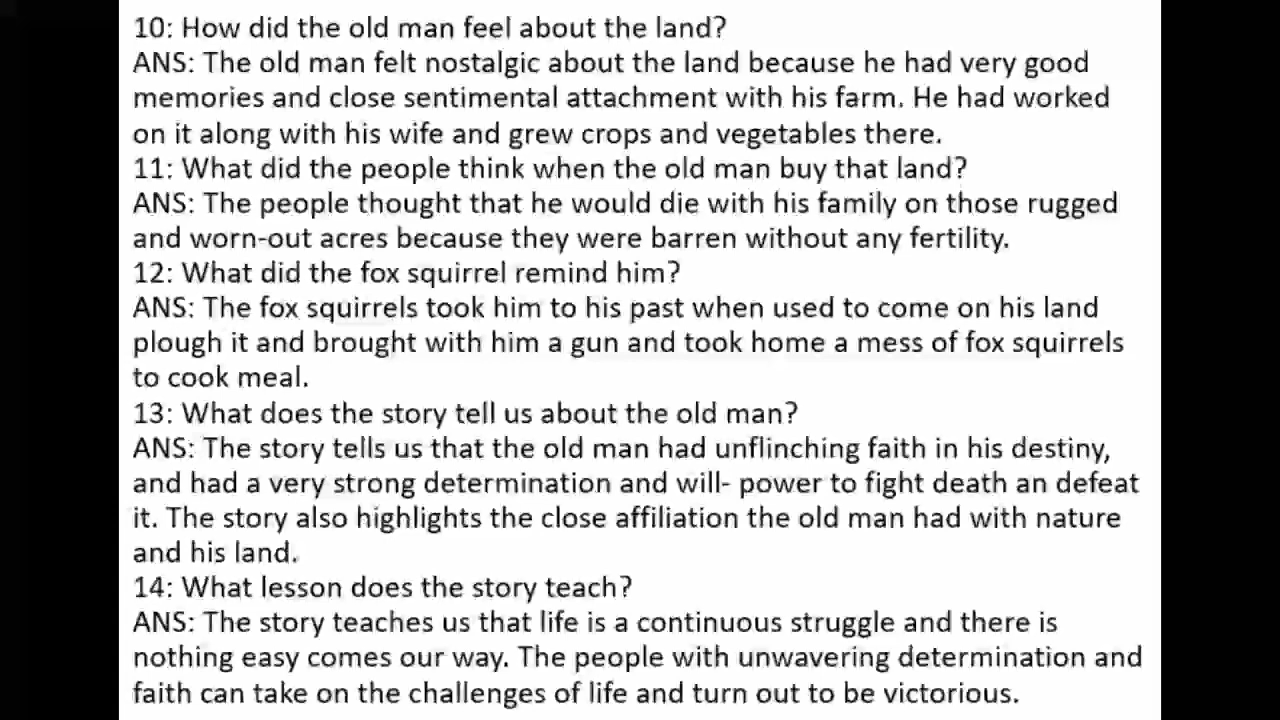 10: How did the old man feel about the land?
ANS: The old man felt nostalgic about the land because he had very good
memories and close sentimental attachment with his farm. He had worked
on it along with his wife and grew crops and vegetables there.
11: What did the people think when the old man buy that land?
ANS: The people thought that he would die with his family on those rugged
and worn-out acres because they were barren without any fertility.
12: What did the fox squirrel remind him?
ANS: The fox squirrels took him to his past when used to come on his land
plough it and brought with him a gun and took home a mess of fox squirrels
to cook meal.
13: What does the story tell us about the old man?
ANS: The story tells us that the old man had unflinching faith in his destiny,
and had a very strong determination and will- power to fight death an defeat
it. The story also highlights the close affiliation the old man had with nature
and his land.
14: What lesson does the story teach?
ANS: The story teaches us that life is a continuous struggle and there is
nothing easy comes our way. The people with unwavering determination and
faith can take on the challenges of life and turn out to be victorious.